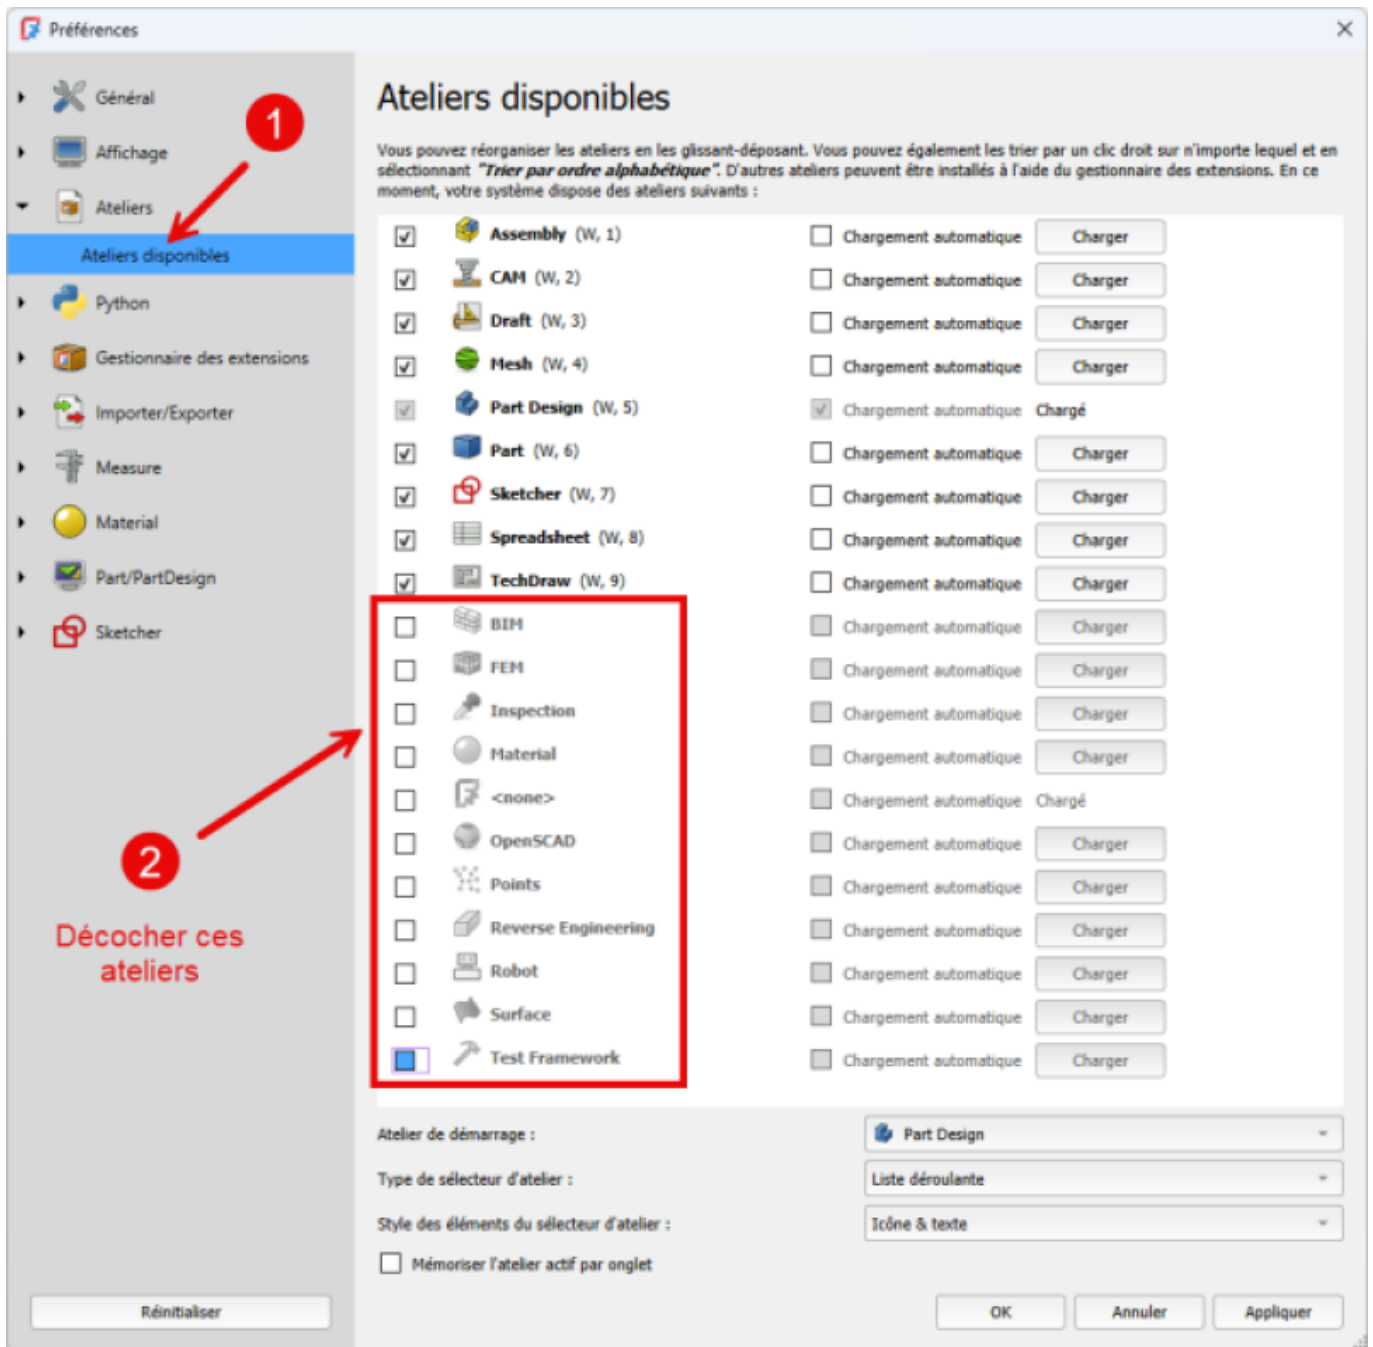 Préférences
Général
Affichage
Ateliers
Ateliers disponibles
Python
Gestionnaire des extensions
Importer/Exporter
Measure
Material
Part/PartDesign
Sketcher
1
2
Décocher ces
ateliers
Réinitialiser
Ateliers disponibles
Vous pouvez réorganiser les ateliers en les glissant-déposant. Vous pouvez également les trier par un clic droit sur n'importe lequel et en
sélectionnant "Trier par ordre alphabétique". D'autres ateliers peuvent être installés à l'aide du gestionnaire des extensions. En ce
moment, votre système dispose des ateliers suivants :
Assembly (W, 1) Chargement automatique Charger
CAM (W, 2) Chargement automatique Charger
Draft (W, 3) Chargement automatique Charger
Mesh (W, 4) Chargement automatique Charger
Part Design (W, 5) Chargement automatique Chargé
Part (W, 6) Chargement automatique Charger
Sketcher (W, 7) Chargement automatique Charger
Spreadsheet (W, 8) Chargement automatique Charger
TechDraw (W, 9) Chargement automatique Charger
BIM Chargement automatique Charger
FEM Chargement automatique Charger
Inspection Chargement automatique Charger
Material Chargement automatique Charger
<none> Chargement automatique Chargé
OpenSCAD Chargement automatique Charger
Points Chargement automatique Charger
Reverse Engineering Chargement automatique Charger
Robot Chargement automatique Charger
Surface Chargement automatique Charger
Test Framework Chargement automatique Charger
Atelier de démarrage : Part Design
Type de sélecteur d'atelier : Liste déroulante
Style des éléments du sélecteur d'atelier : Icône & texte
Mémoriser l'atelier actif par onglet
OK Annuler Appliquer